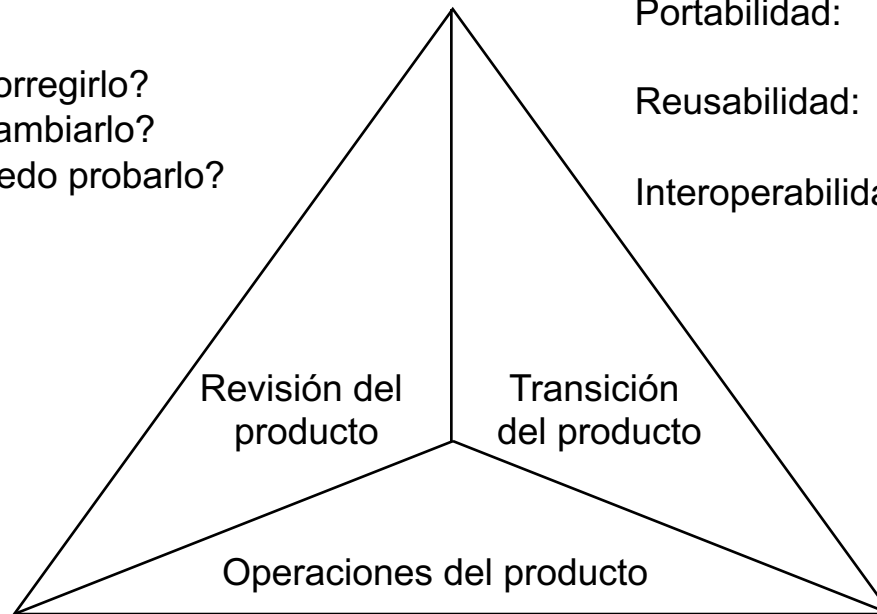 orregirlo?
ambiarlo?
edo probarlo?
Portabilidad:
Reusabilidad:
Interoperabilida
Revisión del
producto
Transición
del producto
Operaciones del producto